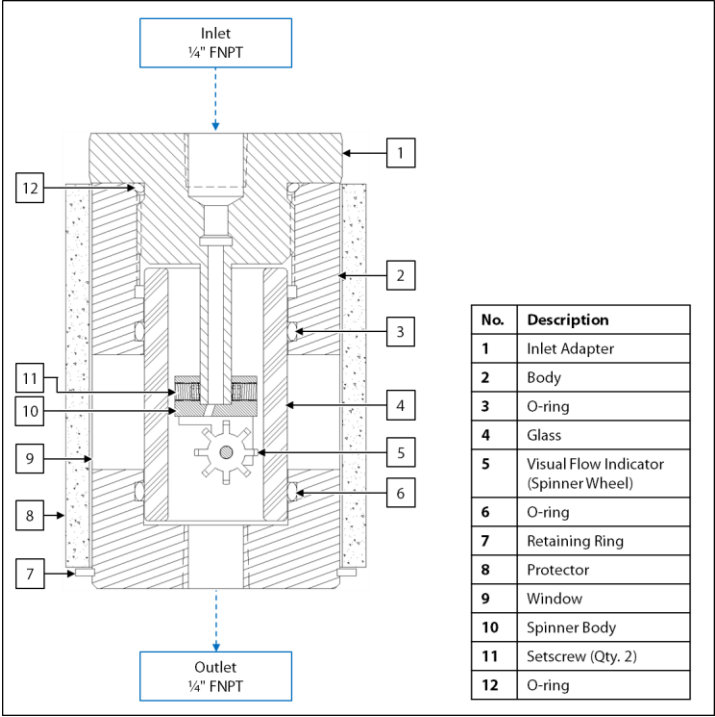 Inlet
¼" FNPT
1
12
2
3
11
10
4
9
5
6
8
7
Outlet
¼" FNPT
No. Description
1 Inlet Adapter
2 Body
3 O-ring
4 Glass
5 Visual Flow Indicator
(Spinner Wheel)
6 O-ring
7 Retaining Ring
8 Protector
9 Window
10 Spinner Body
11 Setscrew (Qty. 2)
12 O-ring